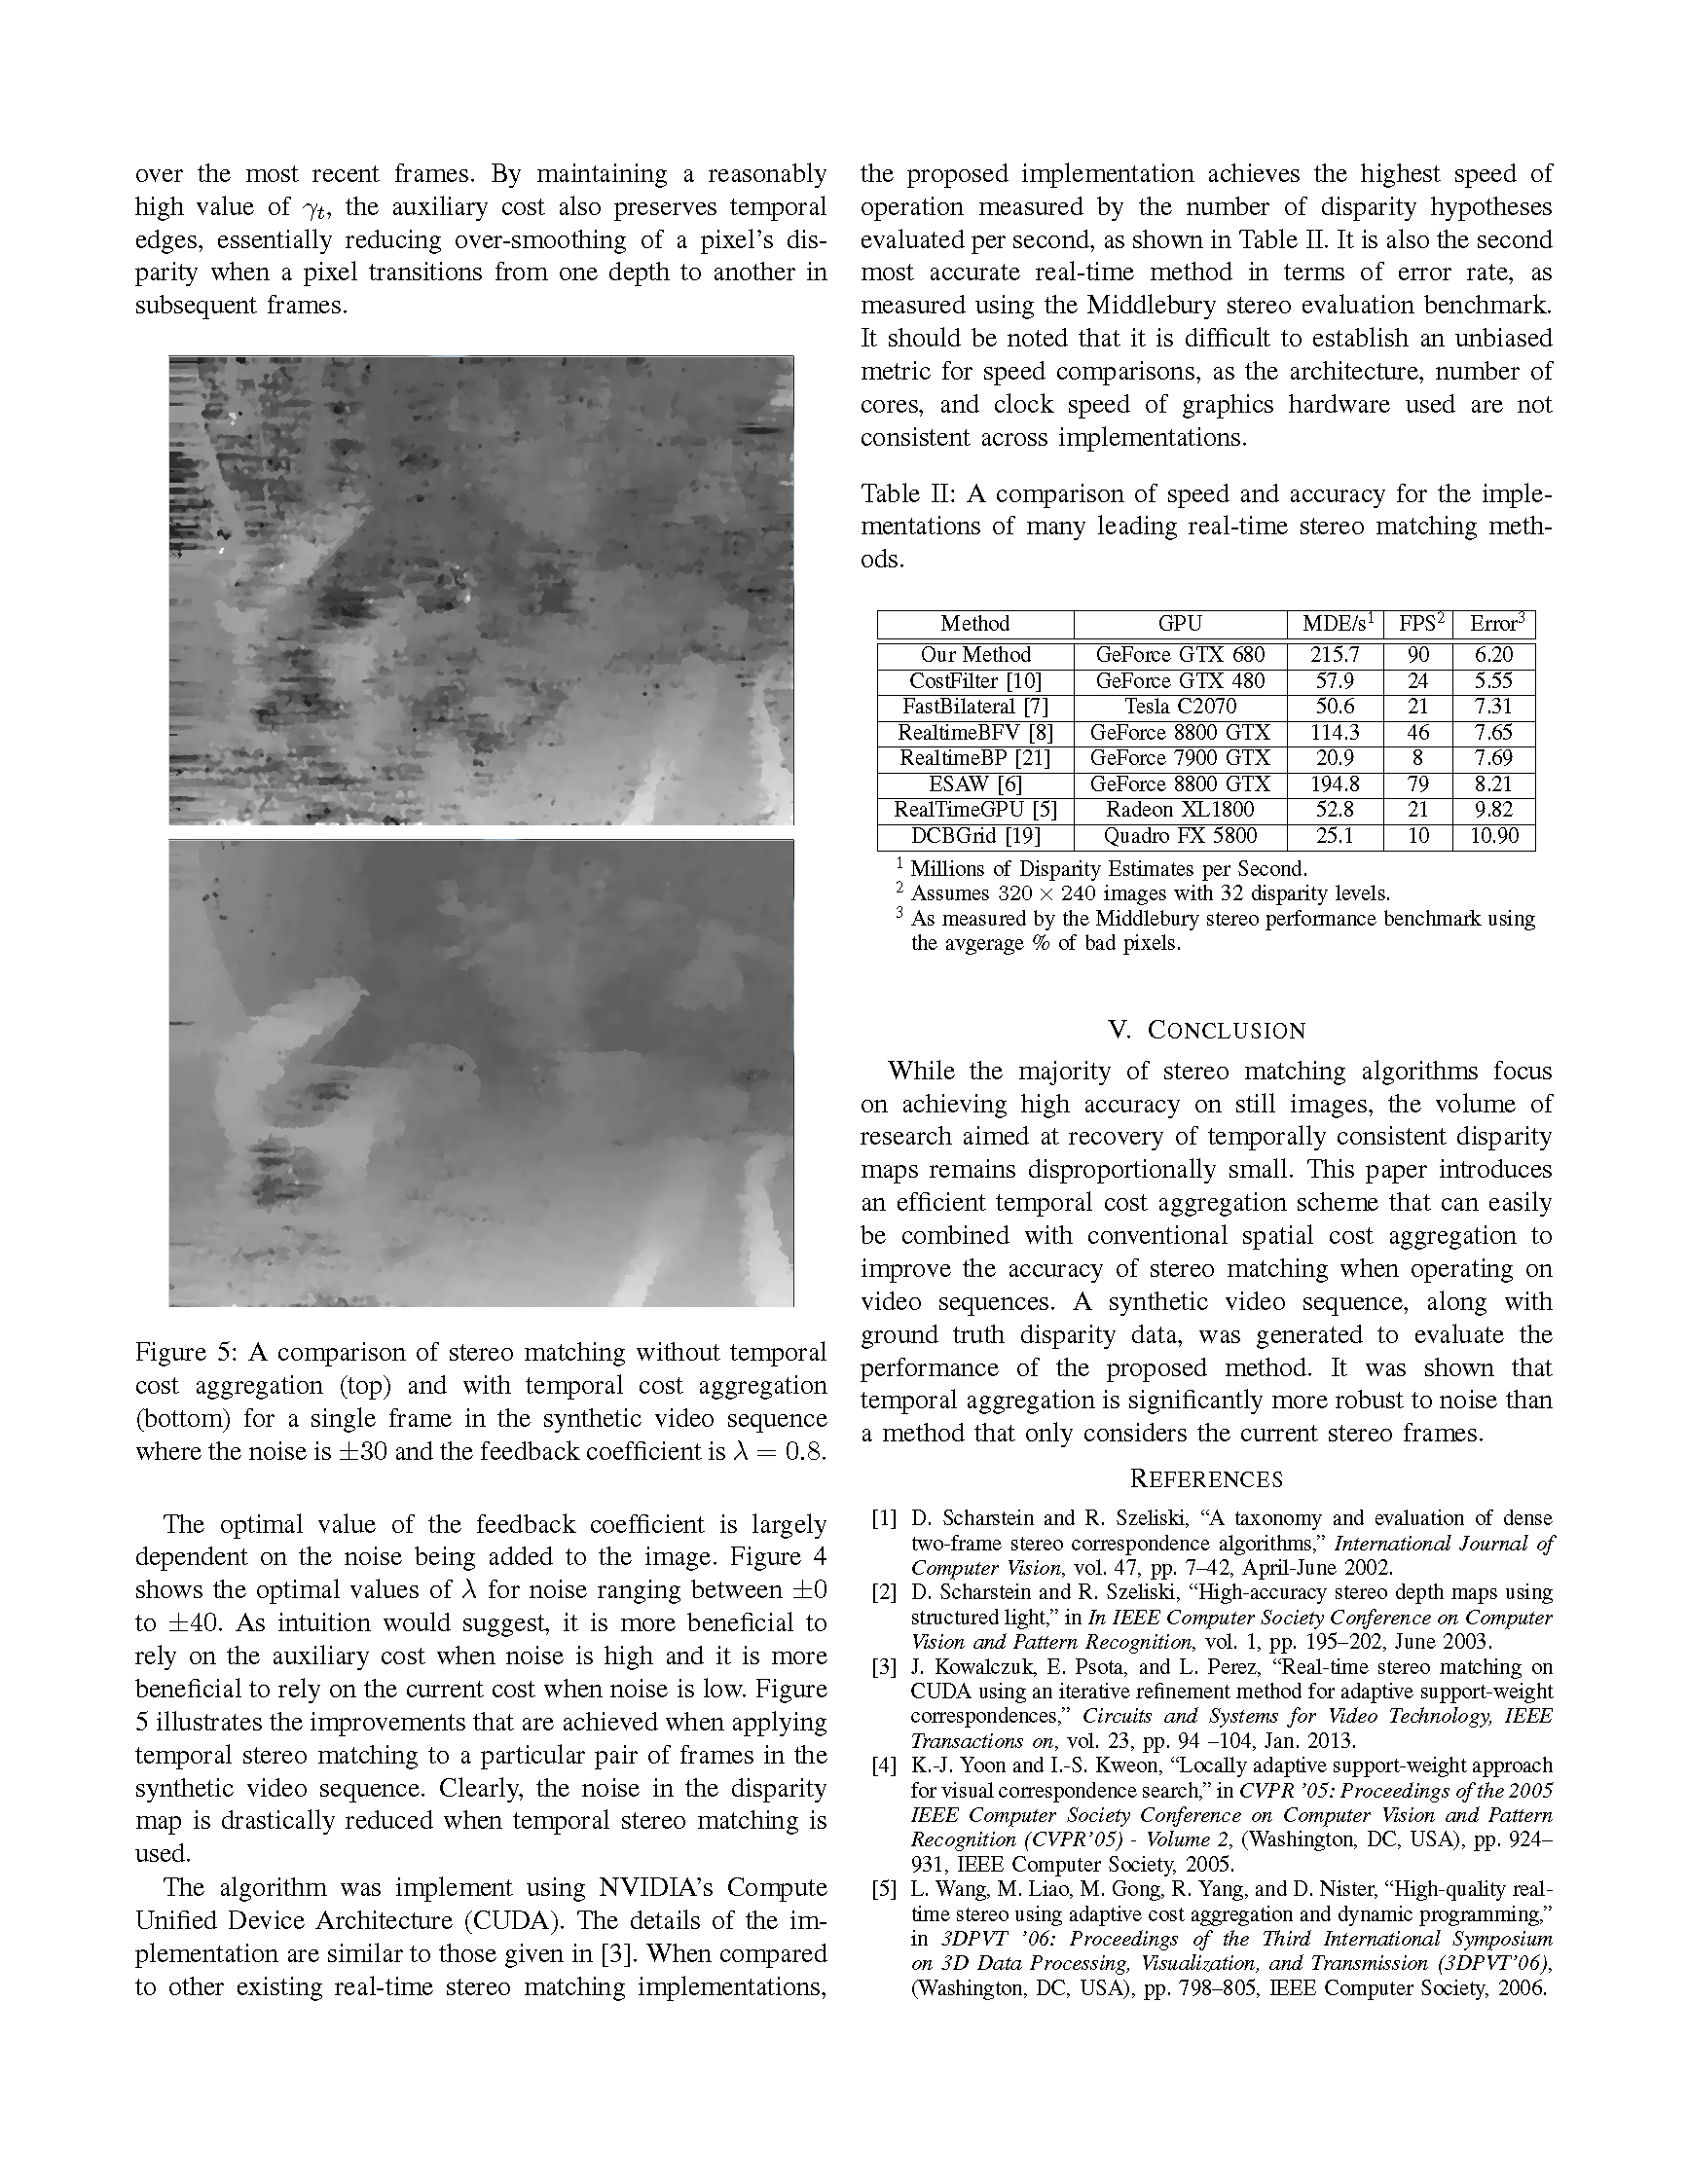 over the most recent frames. By maintaining a reasonably
high value of γt, the auxiliary cost also preserves temporal
edges, essentially reducing over-smoothing of a pixel's dis-
parity when a pixel transitions from one depth to another in
subsequent frames.
Figure 5: A comparison of stereo matching without temporal
cost aggregation (top) and with temporal cost aggregation
(bottom) for a single frame in the synthetic video sequence
where the noise is ±30 and the feedback coefficient is λ = 0.8.
The optimal value of the feedback coefficient is largely
dependent on the noise being added to the image. Figure 4
shows the optimal values of λ for noise ranging between ±0
to ±40. As intuition would suggest, it is more beneficial to
rely on the auxiliary cost when noise is high and it is more
beneficial to rely on the current cost when noise is low. Figure
5 illustrates the improvements that are achieved when applying
temporal stereo matching to a particular pair of frames in the
synthetic video sequence. Clearly, the noise in the disparity
map is drastically reduced when temporal stereo matching is
used.
The algorithm was implement using NVIDIA's Compute
Unified Device Architecture (CUDA). The details of the im-
plementation are similar to those given in [3]. When compared
to other existing real-time stereo matching implementations,
the proposed implementation achieves the highest speed of
operation measured by the number of disparity hypotheses
evaluated per second, as shown in Table II. It is also the second
most accurate real-time method in terms of error rate, as
measured using the Middlebury stereo evaluation benchmark.
It should be noted that it is difficult to establish an unbiased
metric for speed comparisons, as the architecture, number of
cores, and clock speed of graphics hardware used are not
consistent across implementations.
Table II: A comparison of speed and accuracy for the imple-
mentations of many leading real-time stereo matching meth-
ods.
Method GPU MDE/s1 FPS2 Error3
Our Method GeForce GTX 680 215.7 90 6.20
CostFilter [10] GeForce GTX 480 57.9 24 5.55
FastBilateral [7] Tesla C2070 50.6 21 7.31
RealtimeBFV [8] GeForce 8800 GTX 114.3 46 7.65
RealtimeBP [21] GeForce 7900 GTX 20.9 8 7.69
ESAW [6] GeForce 8800 GTX 194.8 79 8.21
RealTimeGPU [5] Radeon XL1800 52.8 21 9.82
DCBGrid [19] Quadro FX 5800 25.1 10 10.90
1 Millions of Disparity Estimates per Second.
2 Assumes 320 × 240 images with 32 disparity levels.
3 As measured by the Middlebury stereo performance benchmark using
the avgerage % of bad pixels.
V. CONCLUSION
While the majority of stereo matching algorithms focus
on achieving high accuracy on still images, the volume of
research aimed at recovery of temporally consistent disparity
maps remains disproportionally small. This paper introduces
an efficient temporal cost aggregation scheme that can easily
be combined with conventional spatial cost aggregation to
improve the accuracy of stereo matching when operating on
video sequences. A synthetic video sequence, along with
ground truth disparity data, was generated to evaluate the
performance of the proposed method. It was shown that
temporal aggregation is significantly more robust to noise than
a method that only considers the current stereo frames.
REFERENCES
[1] D. Scharstein and R. Szeliski, “A taxonomy and evaluation of dense
two-frame stereo correspondence algorithms,” International Journal of
Computer Vision, vol. 47, pp. 7–42, April-June 2002.
[2] D. Scharstein and R. Szeliski, “High-accuracy stereo depth maps using
structured light,” in In IEEE Computer Society Conference on Computer
Vision and Pattern Recognition, vol. 1, pp. 195–202, June 2003.
[3] J. Kowalczuk, E. Psota, and L. Perez, “Real-time stereo matching on
CUDA using an iterative refinement method for adaptive support-weight
correspondences,” Circuits and Systems for Video Technology, IEEE
Transactions on, vol. 23, pp. 94 –104, Jan. 2013.
[4] K.-J. Yoon and I.-S. Kweon, “Locally adaptive support-weight approach
for visual correspondence search,” in CVPR ’05: Proceedings of the 2005
IEEE Computer Society Conference on Computer Vision and Pattern
Recognition (CVPR’05) - Volume 2, (Washington, DC, USA), pp. 924–
931, IEEE Computer Society, 2005.
[5] L. Wang, M. Liao, M. Gong, R. Yang, and D. Nister, “High-quality real-
time stereo using adaptive cost aggregation and dynamic programming,”
in 3DPVT ’06: Proceedings of the Third International Symposium
on 3D Data Processing, Visualization, and Transmission (3DPVT’06),
(Washington, DC, USA), pp. 798–805, IEEE Computer Society, 2006.